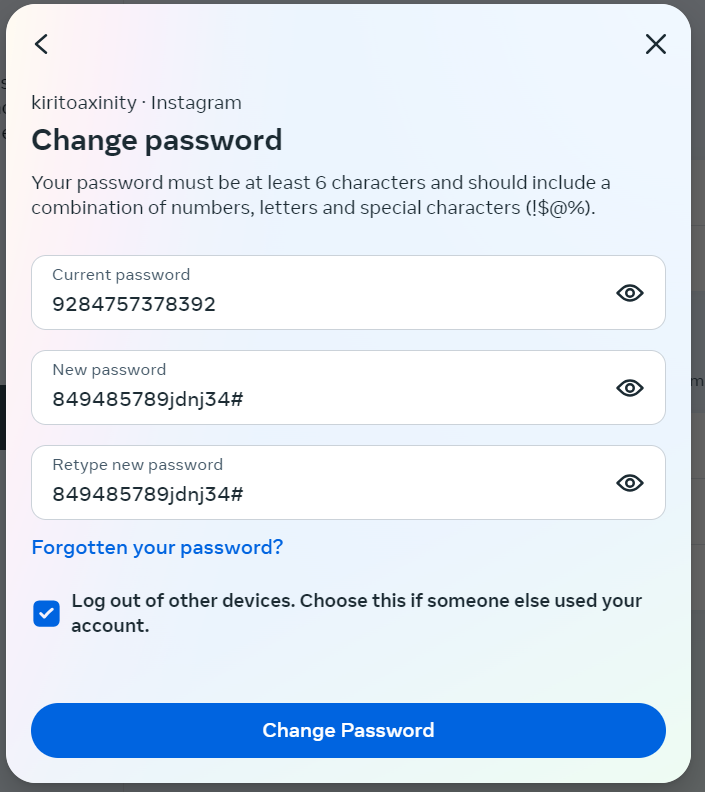 kiritoaxinity · Instagram
Change password
Your password must be at least 6 characters and should include a
combination of numbers, letters and special characters (!$@%).
Current password
9284757378392
New password
849485789jdnj34#
Retype new password
849485789jdnj34#
Forgotten your password?
Log out of other devices. Choose this if someone else used your
account.
Change Password